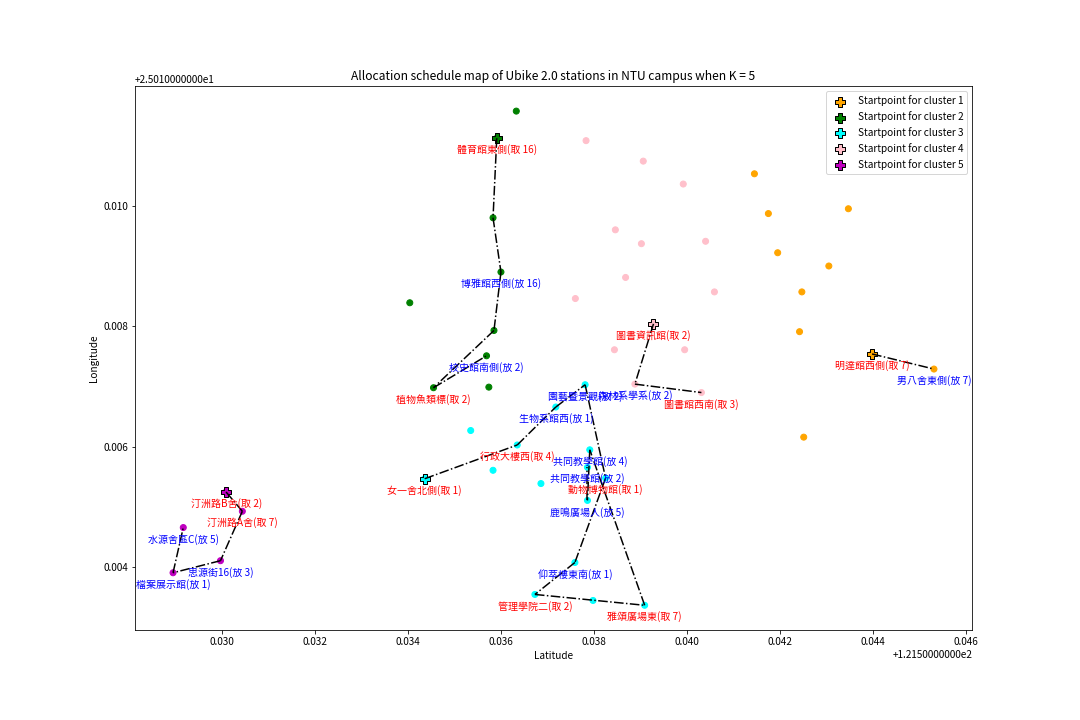 Allocation schedule map of Ubike 2.0 stations in NTU campus when K = 5
+2.5010000000e1
Startpoint for cluster 1
Startpoint for cluster 2
Startpoint for cluster 3
Startpoint for cluster 4
Startpoint for cluster 5
體育館東側(取 16)
0.010
博雅館西側(放 16)
0.008
圖書資訊館(取 2)
明達館西側(取 7)
男八舍東側(放 7)
Longitude
南側(放 2)
植物魚類標(取 2)
系學系(放 2)
圖書館西南(取 3)
生物系館西(放 1)
0.006
行政大樓西(取 4)
共同教學館(放 4)
共同教學館(放 2)
女一舍北側(取 1)
動物博物館(取 1)
汀洲路B舍(取 2)
鹿鳴廣場人(放 5)
汀洲路A舍(取 7)
水源舍區C(放 5)
0.004
思源街16(放 3)
仰萃樓東南(放 1)
檔案展示館(放 1)
管理學院二(取 2)
雅頌廣場東(取 7)
0.030
0.032
0.034
0.036
0.038
0.040
0.042
0.044
0.046
Latitude
+1.2150000000e2